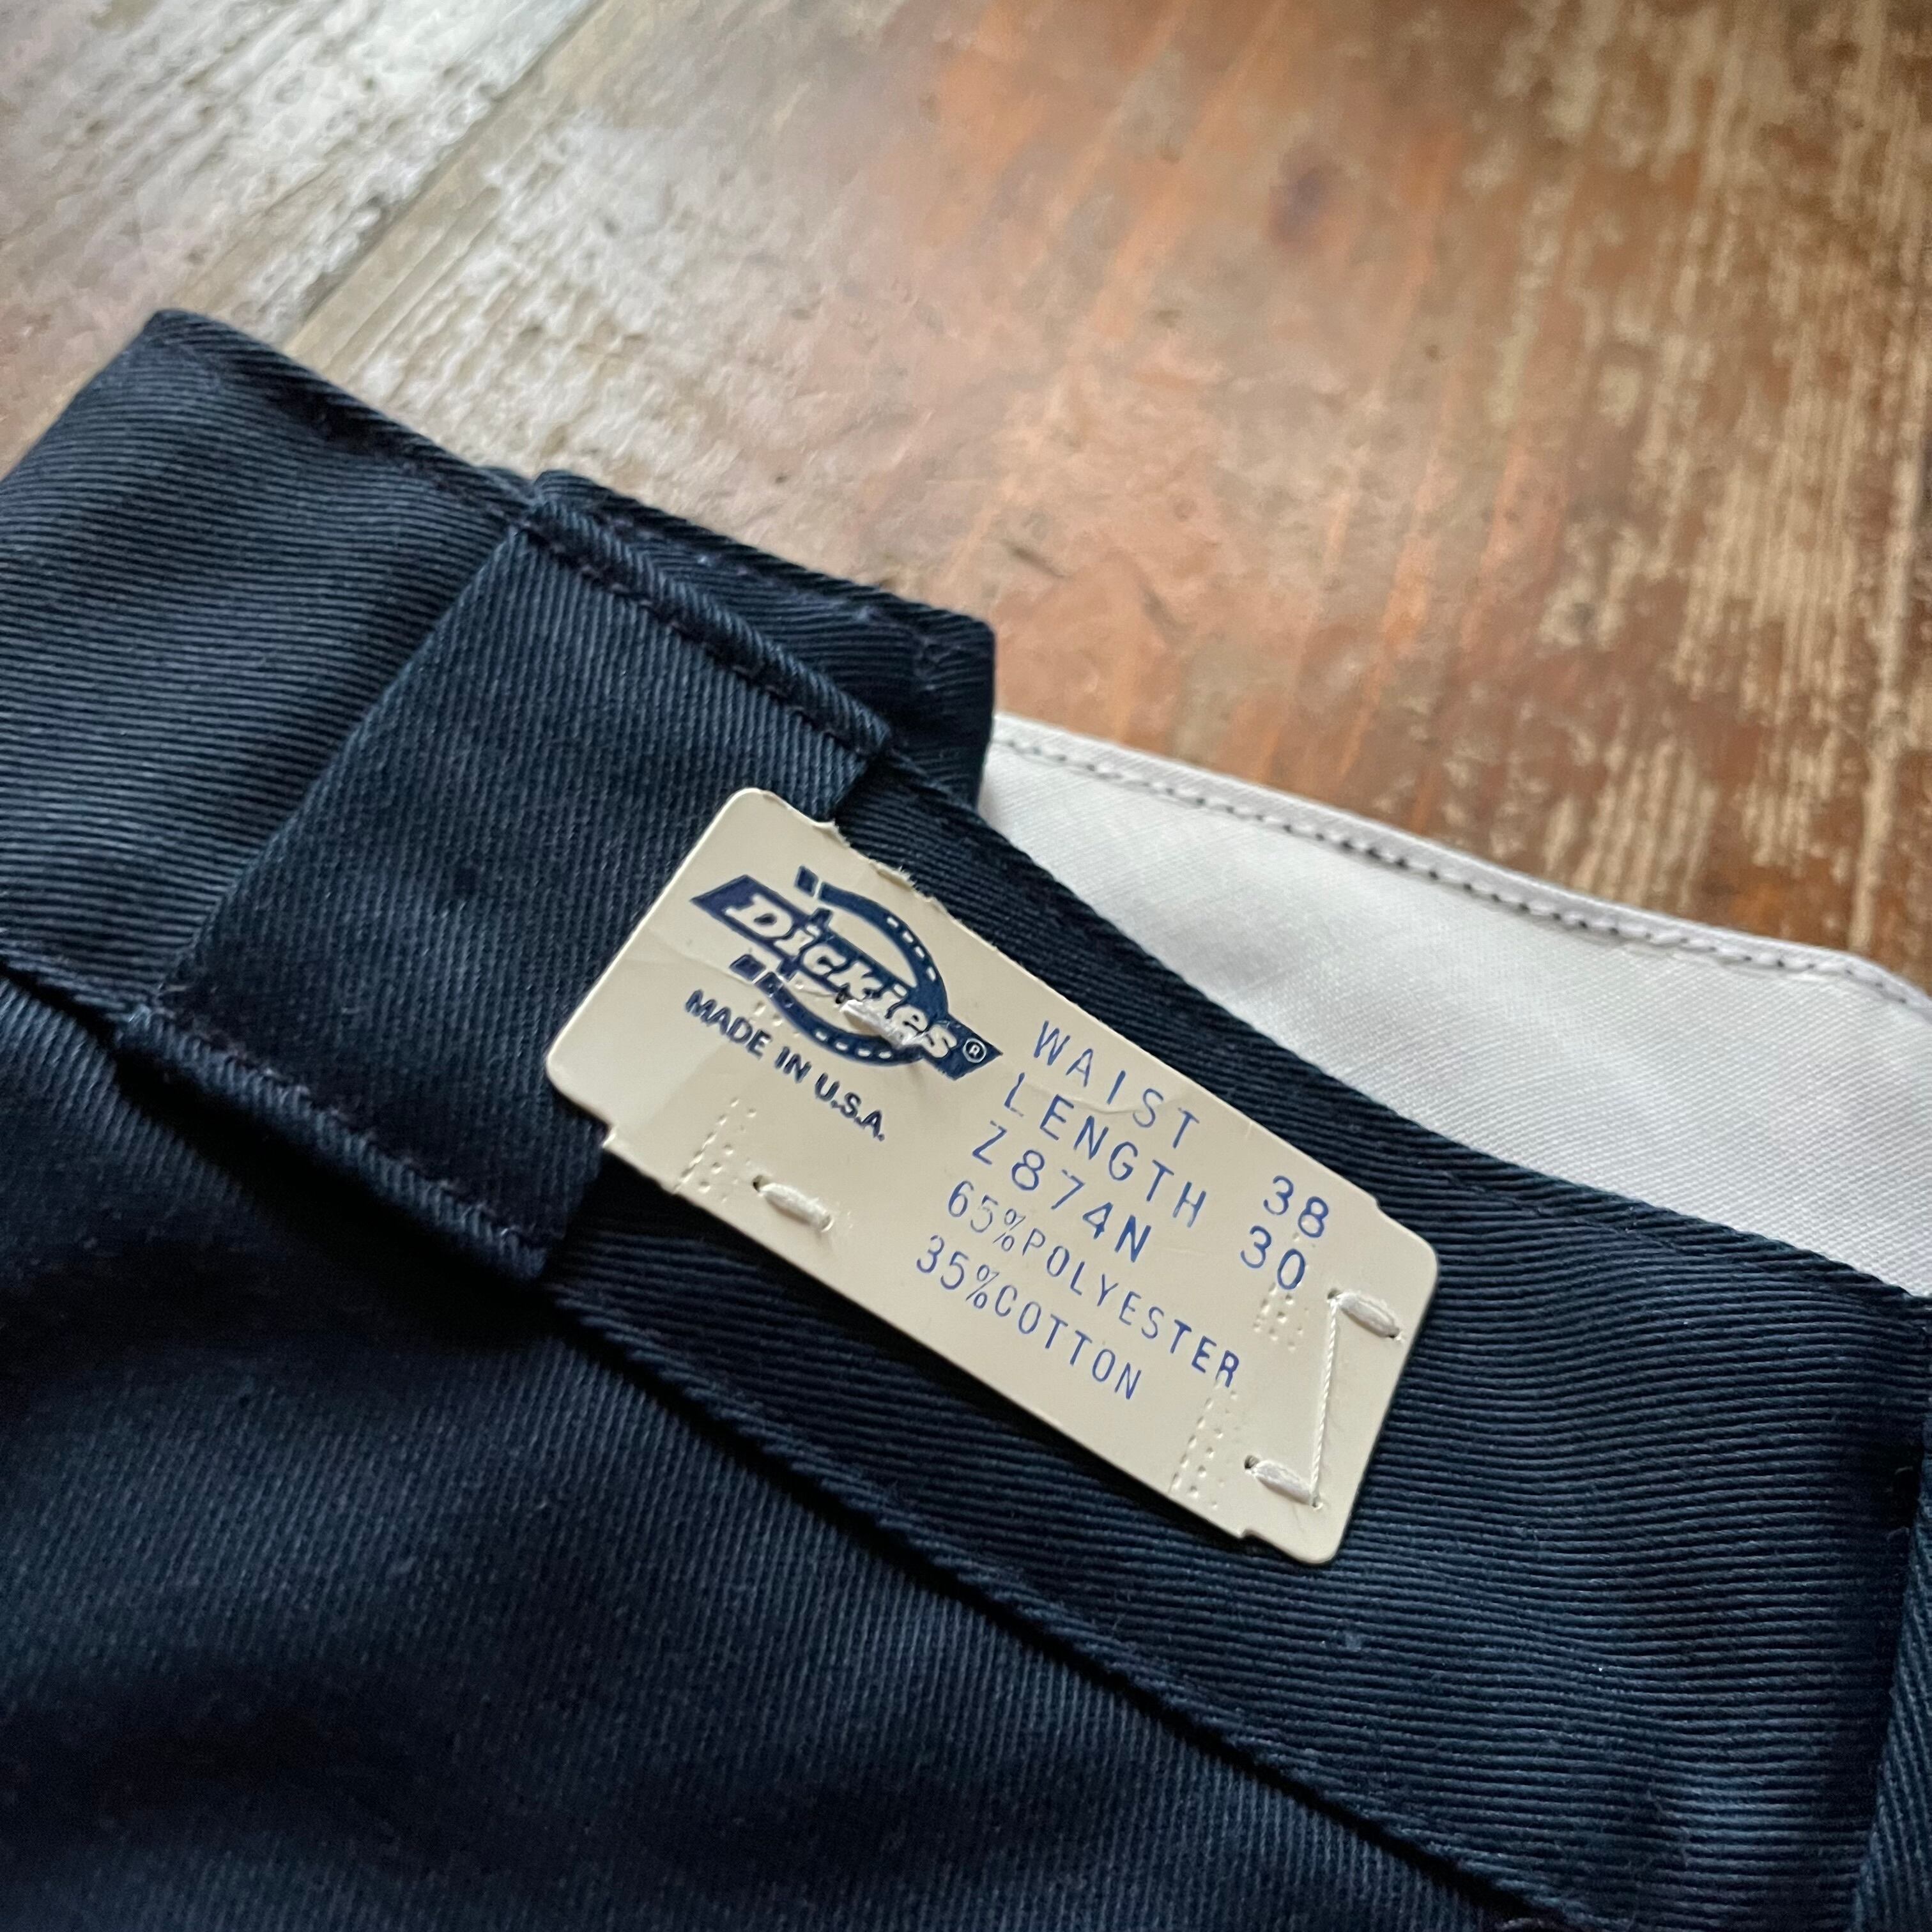 Dickies®
MADE IN U.S.A.
WAIST 38
LENGTH 30
Z874N
65%POLYESTER
35%COTTON